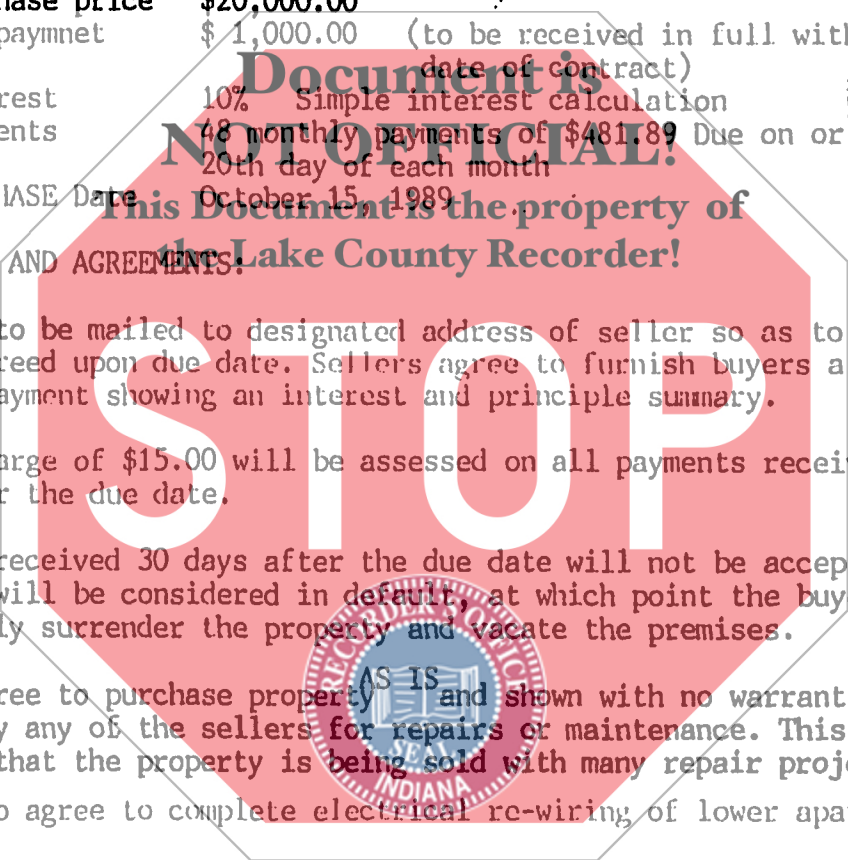 hase price $20,000.00
paymnet $ 1,000.00 (to be received in full with
date of contract)
rest 10% Simple interest calculation
ents 48 monthly payments of $481.89 Due on or
20th day of each month
HASE Date October 15, 1989
AND AGREEMENTS:
to be mailed to designated address of seller so as to
reed upon due date. Sellers agree to furnish buyers a
ayment showing an interest and principle summary.
arge of $15.00 will be assessed on all payments recei
r the due date.
received 30 days after the due date will not be accep
will be considered in default, at which point the buy
ly surrender the property and vacate the premises.
AS IS
ree to purchase property and shown with no warrant
y any of the sellers for repairs or maintenance. This
that the property is being sold with many repair proj
o agree to complete electrical re-wiring of lower apa
Document is
NOT OFFICIAL!
This Document is the property of
the Lake County Recorder!
STOP
RECORDER'S OFFICE
SEAL
INDIANA